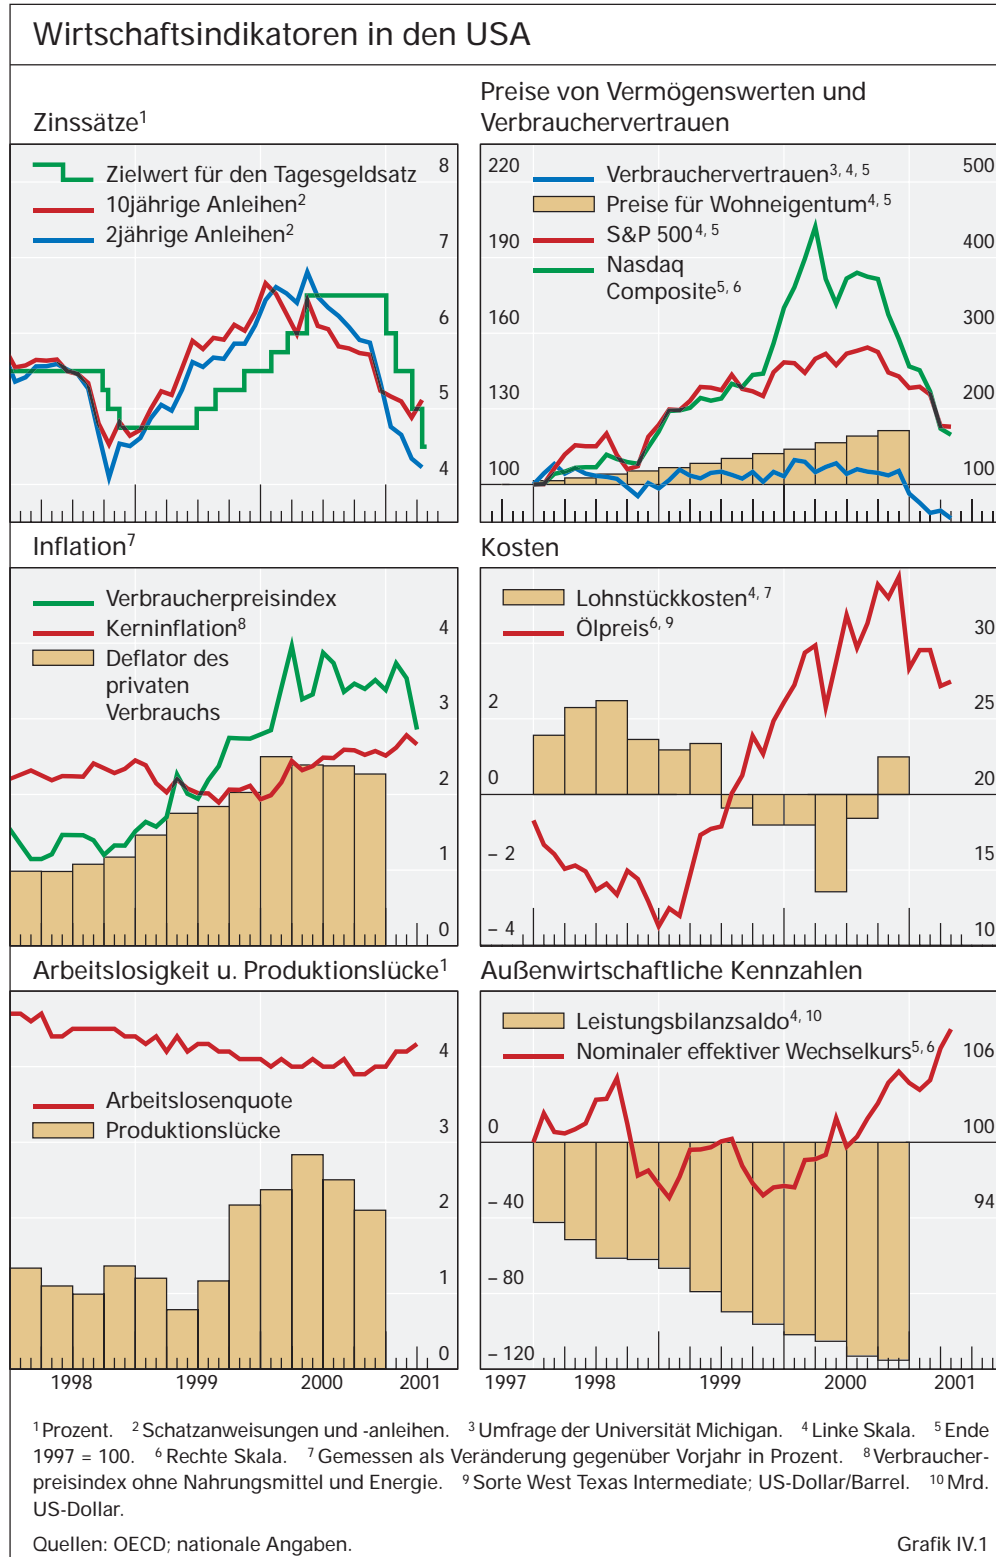 Wirtschaftsindikatoren in den USA
Zinssätze¹
Zielwert für den Tagesgeldsatz
10jährige Anleihen²
2jährige Anleihen²
8
7
6
5
4
Preise von Vermögenswerten und
Verbrauchervertrauen
220
190
160
130
100
Verbrauchervertrauen³, ⁴, ⁵
Preise für Wohneigentum⁴, ⁵
S&P 500⁴, ⁵
Nasdaq
Composite⁵, ⁶
500
400
300
200
100
Inflation⁷
Verbraucherpreisindex
Kerninflation⁸
Deflator des
privaten
Verbrauchs
4
3
2
1
0
Kosten
Lohnstückkosten⁴, ⁷
Ölpreis⁶, ⁹
2
0
– 2
– 4
30
25
20
15
10
Arbeitslosigkeit u. Produktionslücke¹
Arbeitslosenquote
Produktionslücke
4
3
2
1
0
1998
1999
2000
2001
Außenwirtschaftliche Kennzahlen
Leistungsbilanzsaldo⁴, ¹⁰
Nominaler effektiver Wechselkurs⁵, ⁶
0
– 40
– 80
– 120
106
100
94
1997
1998
1999
2000
2001
¹ Prozent. ² Schatzanweisungen und -anleihen. ³ Umfrage der Universität Michigan. ⁴ Linke Skala. ⁵ Ende
1997 = 100. ⁶ Rechte Skala. ⁷ Gemessen als Veränderung gegenüber Vorjahr in Prozent. ⁸ Verbraucher-
preisindex ohne Nahrungsmittel und Energie. ⁹ Sorte West Texas Intermediate; US-Dollar/Barrel. ¹⁰ Mrd.
US-Dollar.
Quellen: OECD; nationale Angaben.
Grafik IV.1